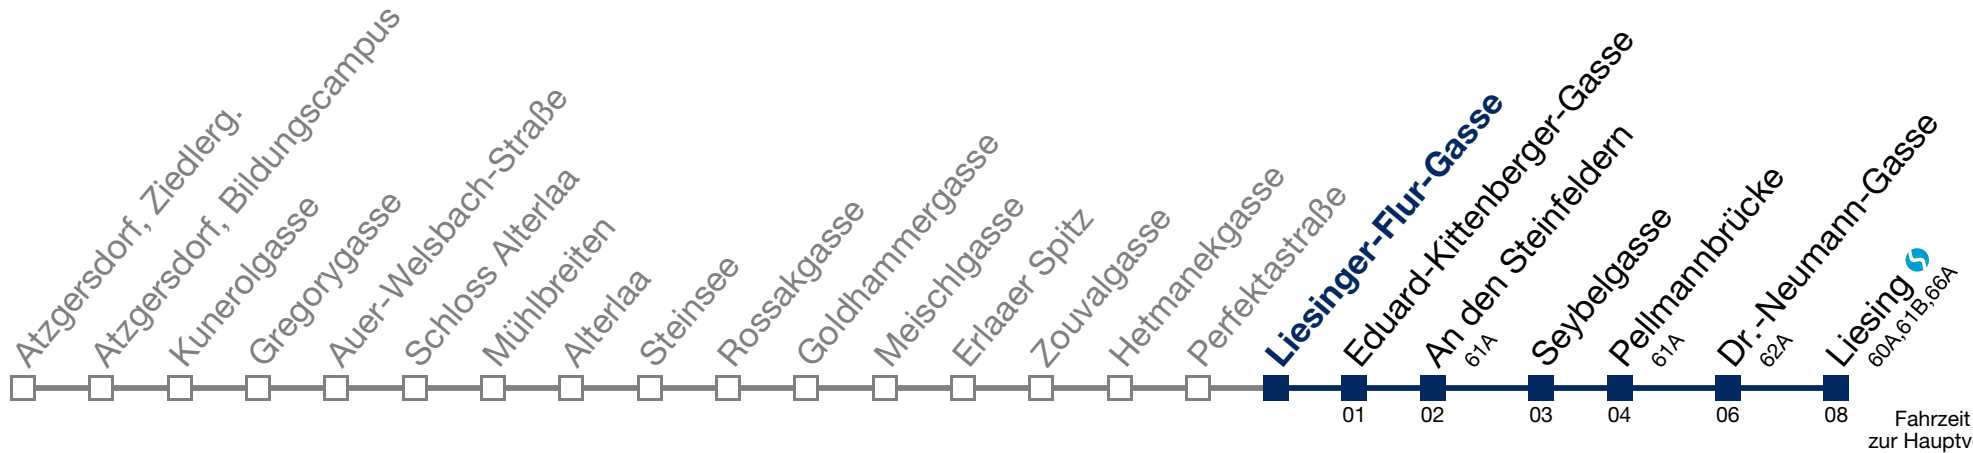 Atzgersdorf, Ziedlerg.
Atzgersdorf, Bildungscampus
Kunerolgasse
Gregorygasse
Auer-Welsbach-Straße
Schloss Alterlaa
Mühlbreiten
Alterlaa
Steinsee
Rossakgasse
Goldhammergasse
Meischlgasse
Erlaaer Spitz
Zouvalgasse
Hetmanekgasse
Perfektastraße
Liesinger-Flur-Gasse
Eduard-Kittenberger-Gasse
An den Steinfeldern
61A
Seybelgasse
Pellmannbrücke
61A
Dr.-Neumann-Gasse
62A
Liesing
60A,61B,66A
01
02
03
04
06
08
Fahrzeit
zur Hauptv